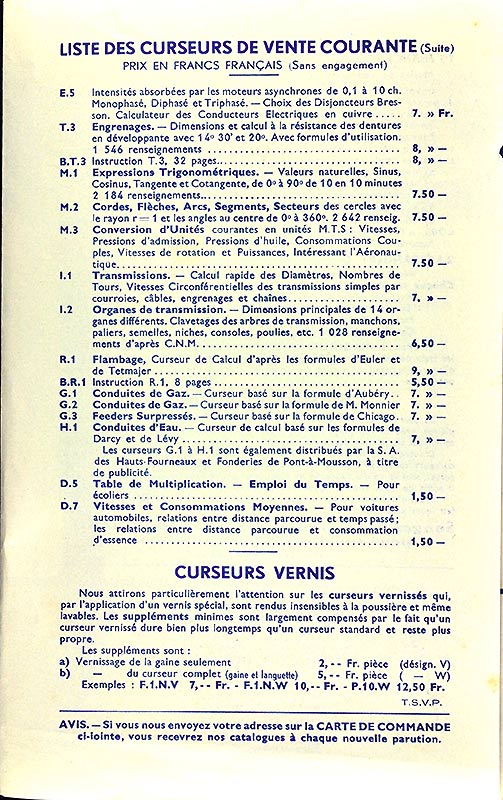 LISTE DES CURSEURS DE VENTE COURANTE (Suite)
PRIX EN FRANCS FRANÇAIS (Sans engagement)
E.5 Intensités absorbées par les moteurs asynchrones de 0,1 à 10 ch.
Monophasé, Diphasé et Triphasé. — Choix des Disjoncteurs Bres-
son. Calculateur des Conducteurs Electriques en cuivre ..... 7. » Fr.
T.3 Engrenages. — Dimensions et calcul à la résistance des dentures
en développante avec 14° 30' et 20°. Avec formules d'utilisation.
1 546 renseignements ........ 8, » —
B.T.3 Instruction T.3, 32 pages........ 8, » —
M.1 Expressions Trigonométriques. — Valeurs naturelles, Sinus,
Cosinus, Tangente et Cotangente, de 0° à 90° de 10 en 10 minutes
2 184 renseignements........ 7.50 —
M.2 Cordes, Flèches, Arcs, Segments, Secteurs des cercles avec
le rayon r = 1 et les angles au centre de 0° à 360°. 2 642 renseig. 7.50 —
M.3 Conversion d'Unités courantes en unités M.T.S : Vitesses,
Pressions d'admission, Pressions d'huile, Consommations Cou-
ples, Vitesses de rotation et Puissances, Intéressant l'Aéronau-
tique........ 7.50 —
I.1 Transmissions. — Calcul rapide des Diamètres, Nombres de
Tours, Vitesses Circonférentielles des transmissions simples par
courroies, câbles, engrenages et chaînes........ 7. » —
I.2 Organes de transmission. — Dimensions principales de 14 or-
ganes différents. Clavetages des arbres de transmission, manchons,
paliers, semelles, niches, consoles, poulies, etc. 1 028 renseigne-
ments d'après C.N.M. ........ 6,50 —
R.1 Flambage, Curseur de Calcul d'après les formules d'Euler et
de Tetmajer ........ 9, » —
B.R.1 Instruction R.1, 8 pages ........ 5,50 —
G.1 Conduites de Gaz. — Curseur basé sur la formule d'Aubéry.. 7. » —
G.2 Conduites de Gaz. — Curseur basé sur la formule de M. Monnier 7. » —
G.3 Feeders Surpressés. — Curseur basé sur la formule de Chicago.. 7. » —
H.1 Conduites d'Eau. — Curseur de calcul basé sur les formules de
Darcy et de Lévy ........ 7, » —
Les curseurs G.1 à H.1 sont également distribués par la S. A.
des Hauts-Fourneaux et Fonderies de Pont-à-Mousson, à titre
de publicité.
D.5 Table de Multiplication. — Emploi du Temps. — Pour
écoliers ........ 1,50 —
D.7 Vitesses et Consommations Moyennes. — Pour voitures
automobiles, relations entre distance parcourue et temps passé ;
les relations entre distance parcourue et consommation
d'essence ........ 1,50 —
CURSEURS VERNIS
Nous attirons particulièrement l'attention sur les curseurs vernissés qui,
par l'application d'un vernis spécial, sont rendus insensibles à la poussière et même
lavables. Les suppléments minimes sont largement compensés par le fait qu'un
curseur vernissé dure bien plus longtemps qu'un curseur standard et reste plus
propre.
Les suppléments sont :
a) Vernissage de la gaine seulement 2,-- Fr. pièce (désign. V)
b) — du curseur complet (gaine et languette) 5,-- Fr. pièce ( — W)
Exemples : F.1.N.V 7,-- Fr. - F.1.N.W 10,-- Fr. - P.10.W 12,50 Fr.
T.S.V.P.
AVIS. — Si vous nous envoyez votre adresse sur la CARTE DE COMMANDE
ci-jointe, vous recevrez nos catalogues à chaque nouvelle parution.